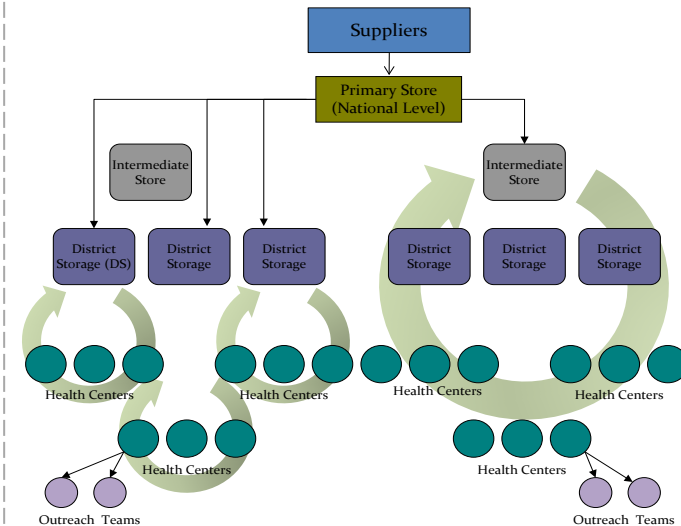 Suppliers
Primary Store
(National Level)
Intermediate
Store
Intermediate
Store
District
Storage (DS)
District
Storage
District
Storage
District
Storage
District
Storage
District
Storage
Health Centers
Health Centers
Health Centers
Health Centers
Health Centers
Health Centers
Outreach Teams
Outreach Teams